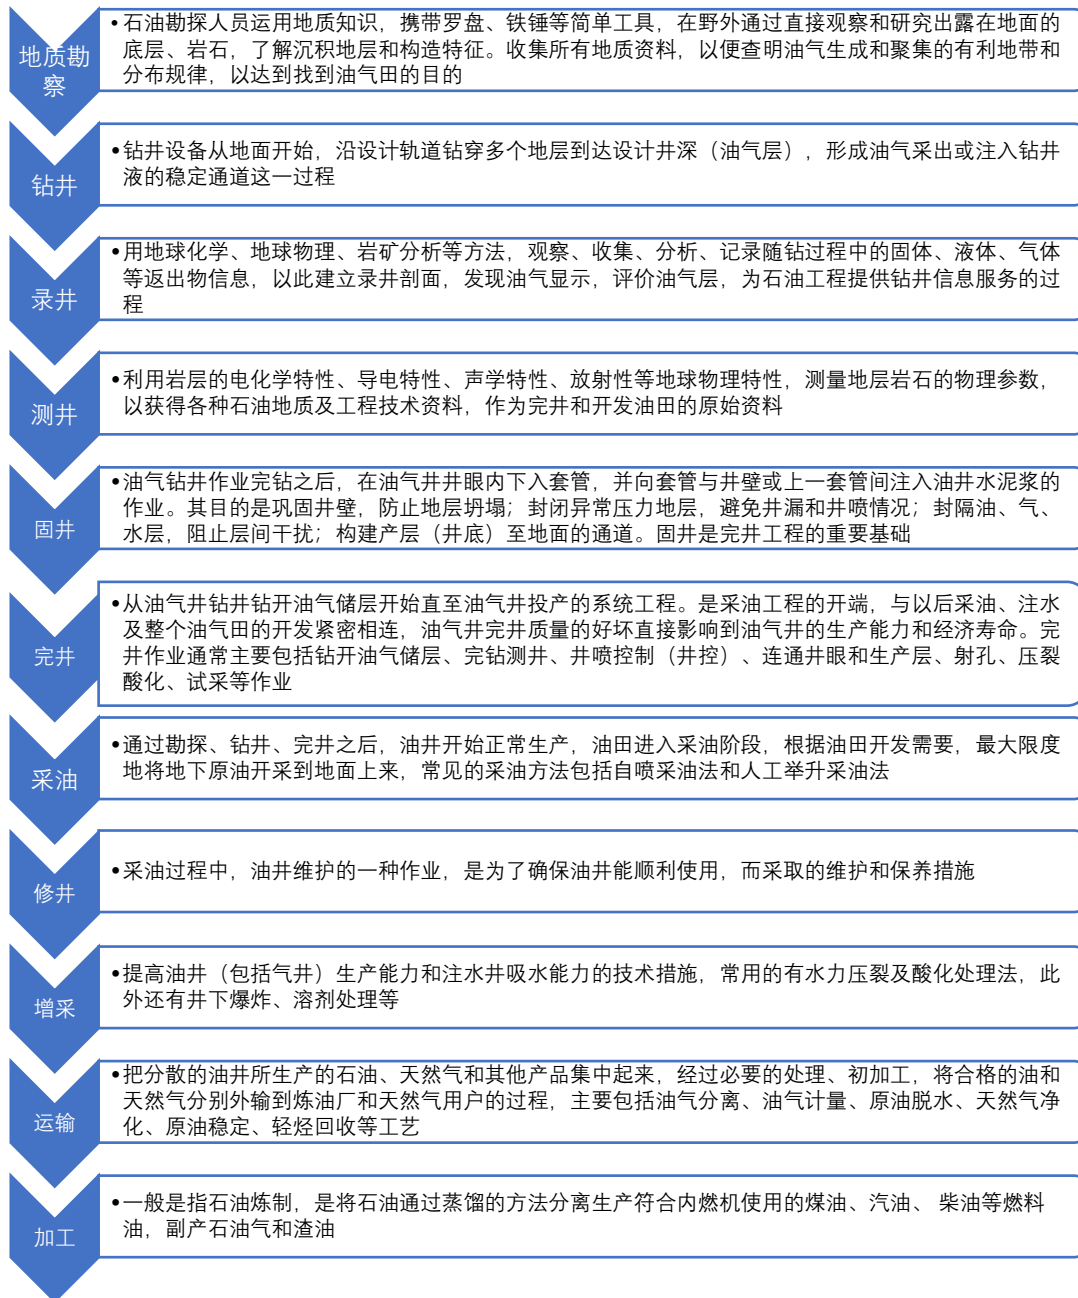 地质勘
察
•石油勘探人员运用地质知识，携带罗盘、铁锤等简单工具，在野外通过直接观察和研究出露在地面的
底层、岩石，了解沉积地层和构造特征。收集所有地质资料，以便查明油气生成和聚集的有利地带和
分布规律，以达到找到油气田的目的
钻井
•钻井设备从地面开始，沿设计轨道钻穿多个地层到达设计井深（油气层），形成油气采出或注入钻井
液的稳定通道这一过程
录井
•用地球化学、地球物理、岩矿分析等方法，观察、收集、分析、记录随钻过程中的固体、液体、气体
等返出物信息，以此建立录井剖面，发现油气显示，评价油气层，为石油工程提供钻井信息服务的过
程
测井
•利用岩层的电化学特性、导电特性、声学特性、放射性等地球物理特性，测量地层岩石的物理参数，
以获得各种石油地质及工程技术资料，作为完井和开发油田的原始资料
固井
•油气钻井作业完钻之后，在油气井井眼内下入套管，并向套管与井壁或上一套管间注入油井水泥浆的
作业。其目的是巩固井壁，防止地层坍塌；封闭异常压力地层，避免井漏和井喷情况；封隔油、气、
水层，阻止层间干扰；构建产层（井底）至地面的通道。固井是完井工程的重要基础
完井
•从油气井钻井钻开油气储层开始直至油气井投产的系统工程。是采油工程的开端，与以后采油、注水
及整个油气田的开发紧密相连，油气井完井质量的好坏直接影响到油气井的生产能力和经济寿命。完
井作业通常主要包括钻开油气储层、完钻测井、井喷控制（井控）、连通井眼和生产层、射孔、压裂
酸化、试采等作业
采油
•通过勘探、钻井、完井之后，油井开始正常生产，油田进入采油阶段，根据油田开发需要，最大限度
地将地下原油开采到地面上来，常见的采油方法包括自喷采油法和人工举升采油法
修井
•采油过程中，油井维护的一种作业，是为了确保油井能顺利使用，而采取的维护和保养措施
增采
•提高油井（包括气井）生产能力和注水井吸水能力的技术措施，常用的有水力压裂及酸化处理法，此
外还有井下爆炸、溶剂处理等
运输
•把分散的油井所生产的石油、天然气和其他产品集中起来，经过必要的处理、初加工，将合格的油和
天然气分别外输到炼油厂和天然气用户的过程，主要包括油气分离、油气计量、原油脱水、天然气净
化、原油稳定、轻烃回收等工艺
加工
•一般是指石油炼制，是将石油通过蒸馏的方法分离生产符合内燃机使用的煤油、汽油、 柴油等燃料
油，副产石油气和渣油